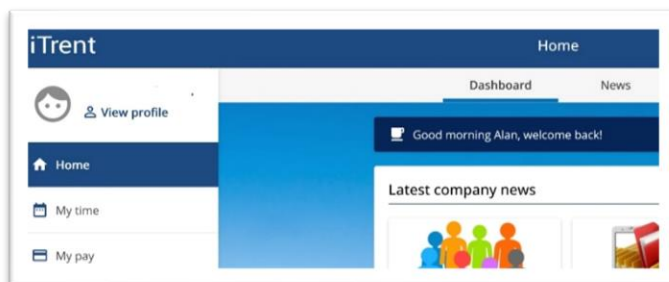 iTrent
Home
Dashboard News
View profile
Good morning Alan, welcome back!
Home
Latest company news
My time
My pay